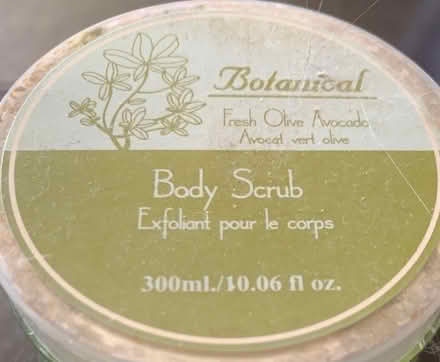 Botanical
Fresh Olive Avocado
Avocat vert olive
Body Scrub
Exfoliant pour le corps
300ml./10.06 fl oz.